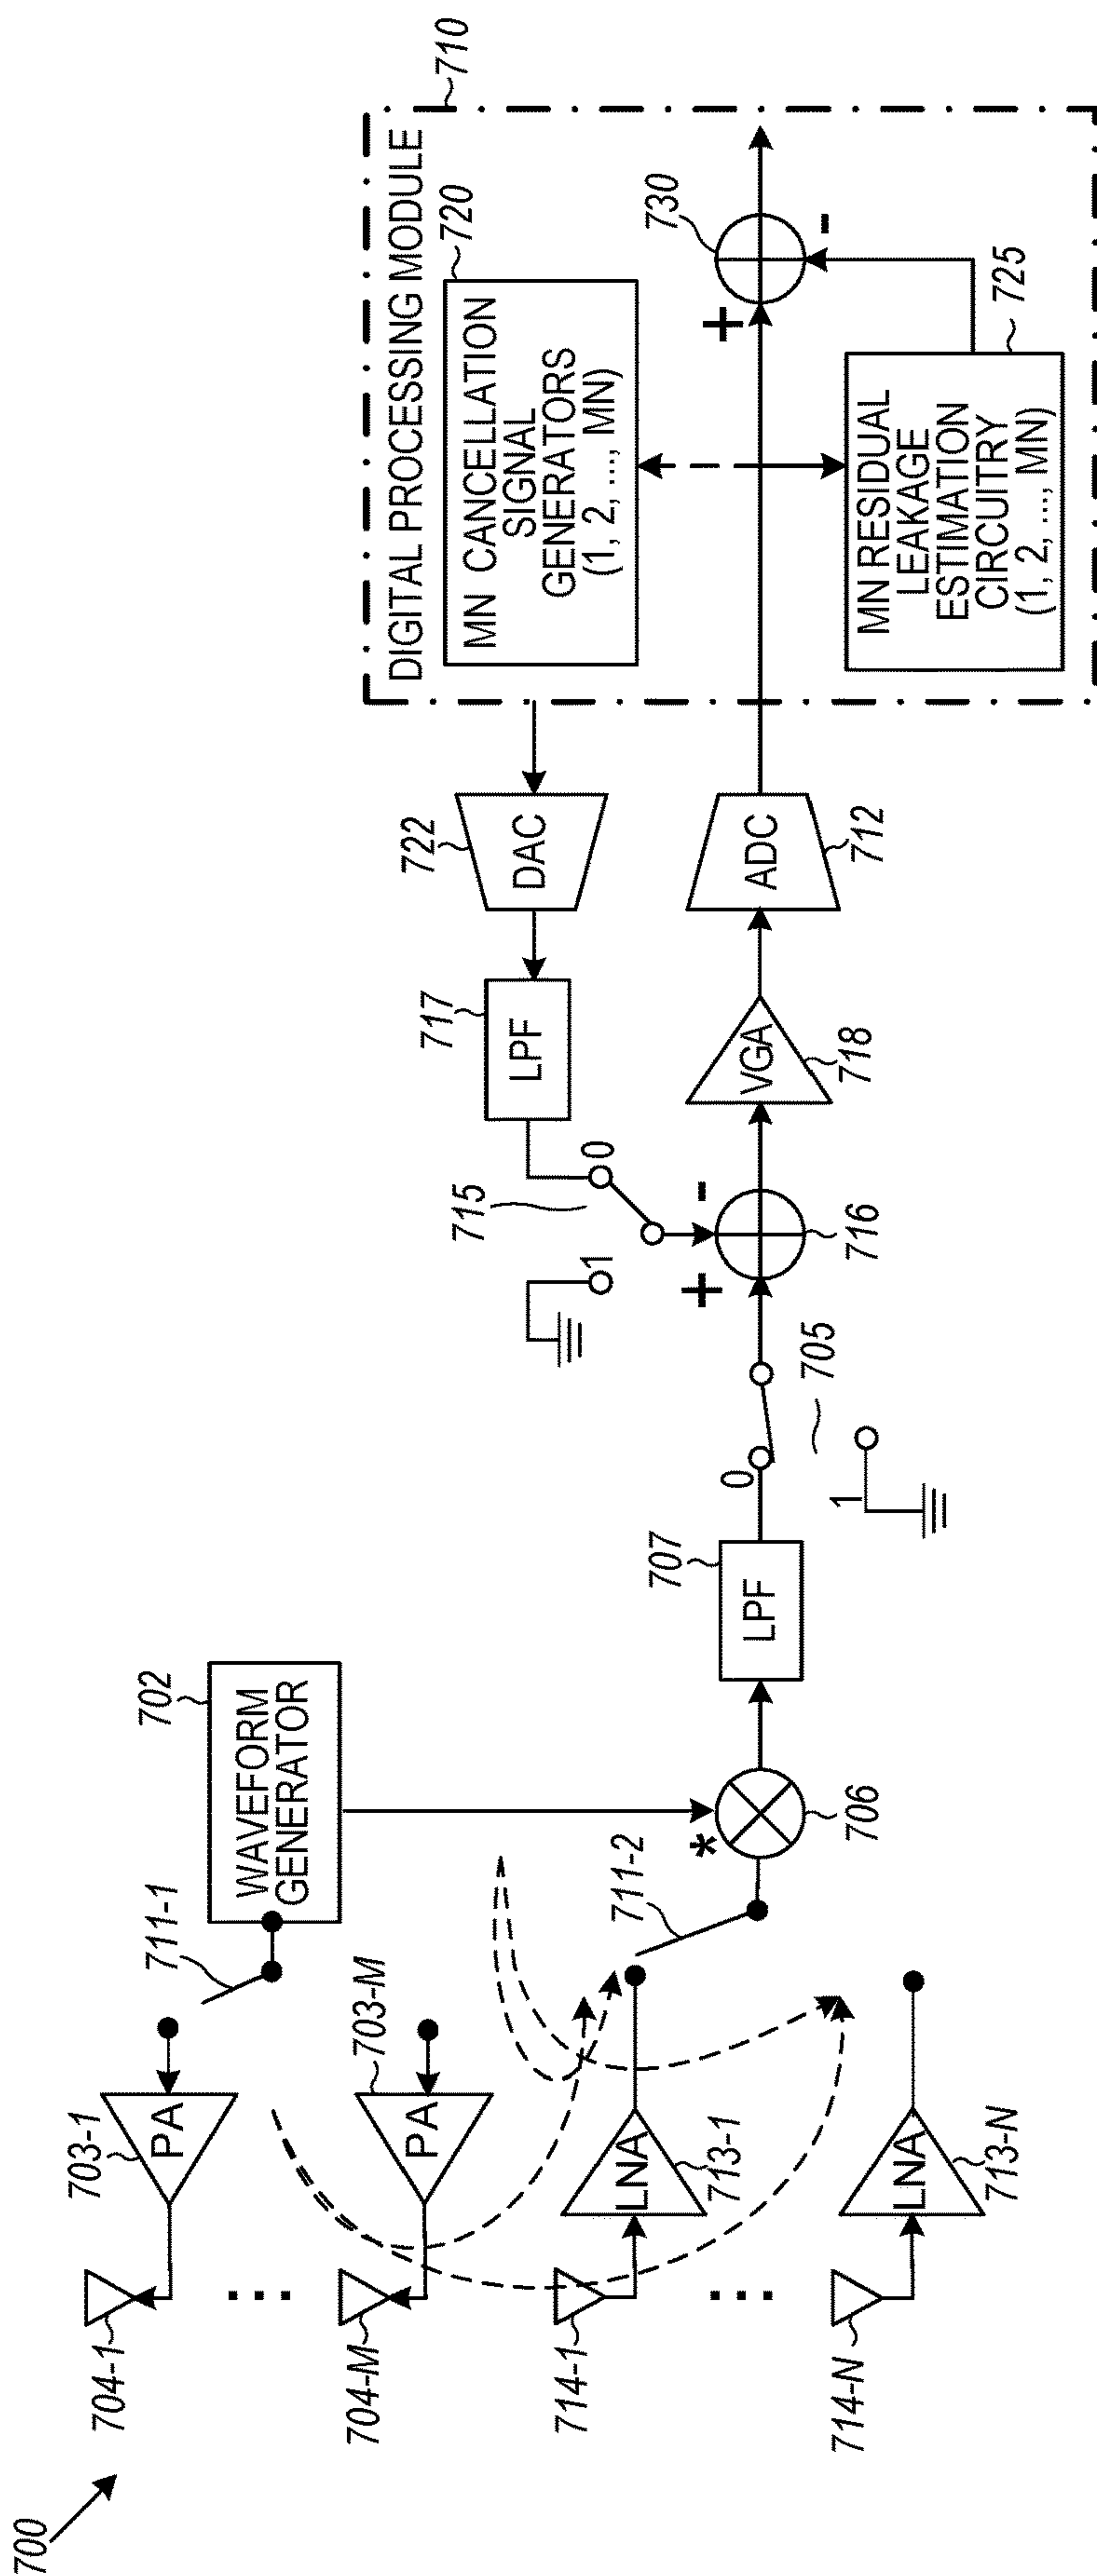 700
704-1
703-1
PA
711-1
702
WAVEFORM
GENERATOR
704-M
703-M
PA
714-1
LNA
713-1
711-2
*
706
714-N
LNA
713-N
707
LPF
0
1
705
+
-
716
1
0
715
717
LPF
722
DAC
VGA
718
ADC
712
710
DIGITAL PROCESSING MODULE
720
MN CANCELLATION
SIGNAL
GENERATORS
(1, 2, ..., MN)
730
+
-
725
MN RESIDUAL
LEAKAGE
ESTIMATION
CIRCUITRY
(1, 2, ..., MN)